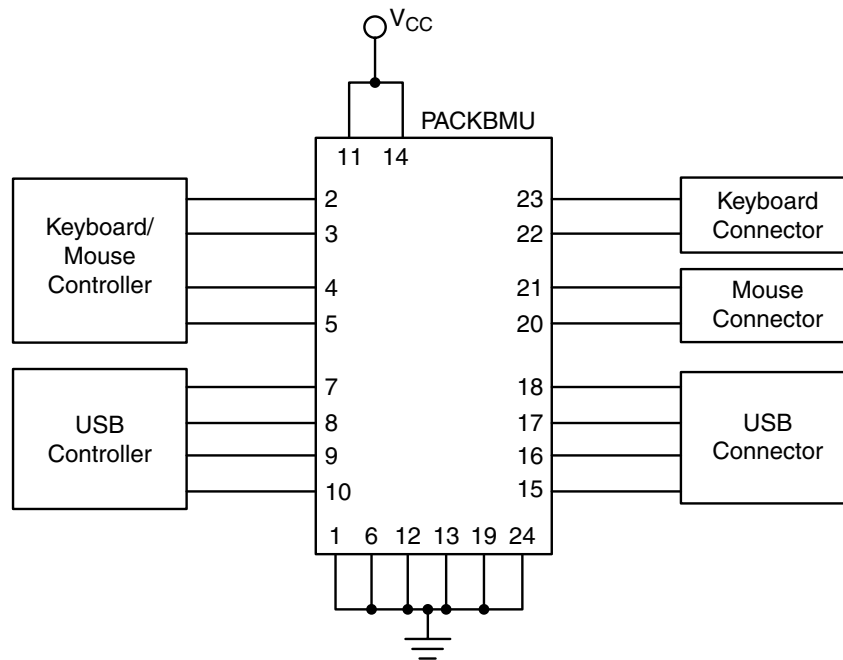 VCC
PACKBMU
11 14
Keyboard/
Mouse
Controller
2
3
4
5
23
22
21
20
Keyboard
Connector
Mouse
Connector
USB
Controller
7
8
9
10
18
17
16
15
USB
Connector
1 6 12 13 19 24